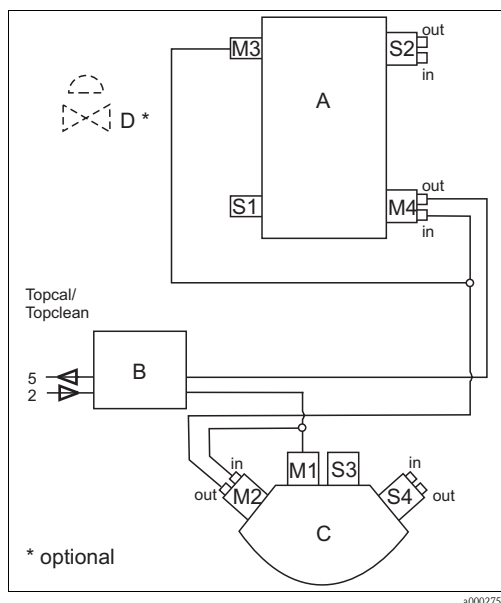 out
M3
S2
in
A
D *
out
S1
M4
in
Topcal/
Topclean
5
B
2
in
M1
S3
in
out
M2
S4
out
C
* optional
a000275